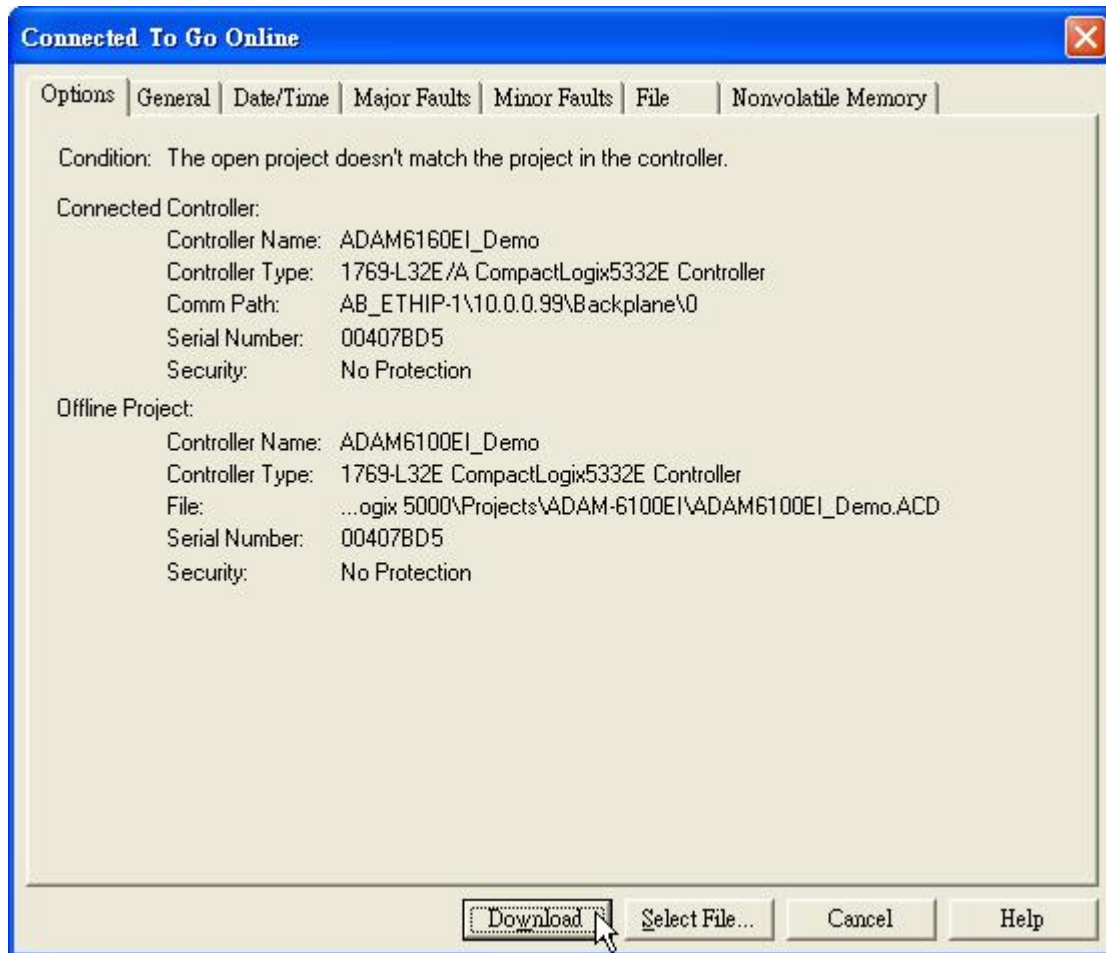 Connected To Go Online
Options General Date/Time Major Faults Minor Faults File Nonvolatile Memory
Condition: The open project doesn't match the project in the controller.
Connected Controller:
Controller Name: ADAM6160EI_Demo
Controller Type: 1769-L32E/A CompactLogix5332E Controller
Comm Path: AB_ETHIP-1\10.0.0.99\Backplane\0
Serial Number: 00407BD5
Security: No Protection
Offline Project:
Controller Name: ADAM6100EI_Demo
Controller Type: 1769-L32E CompactLogix5332E Controller
File: ...ogix 5000\Projects\ADAM-6100EI\ADAM6100EI_Demo.ACD
Serial Number: 00407BD5
Security: No Protection
Download Select File... Cancel Help